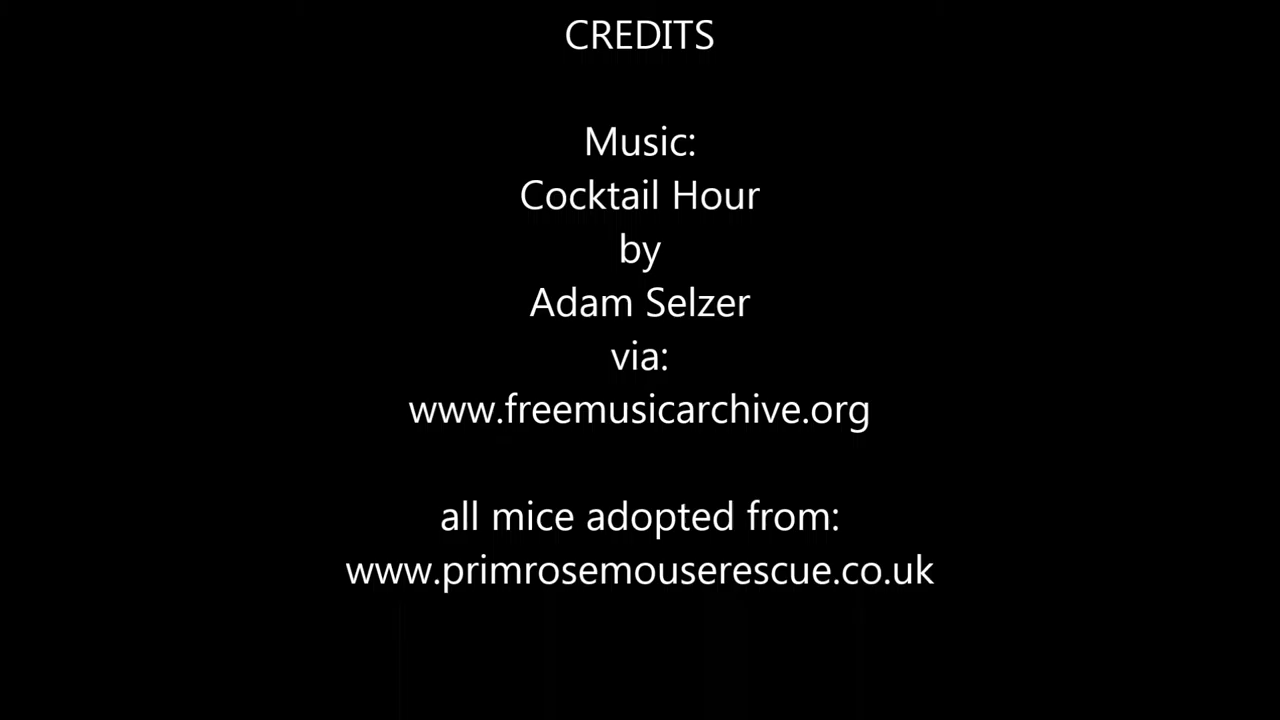 CREDITS
Music:
Cocktail Hour
by
Adam Selzer
via:
www.freemusicarchive.org
all mice adopted from:
www.primrosemouserescue.co.uk